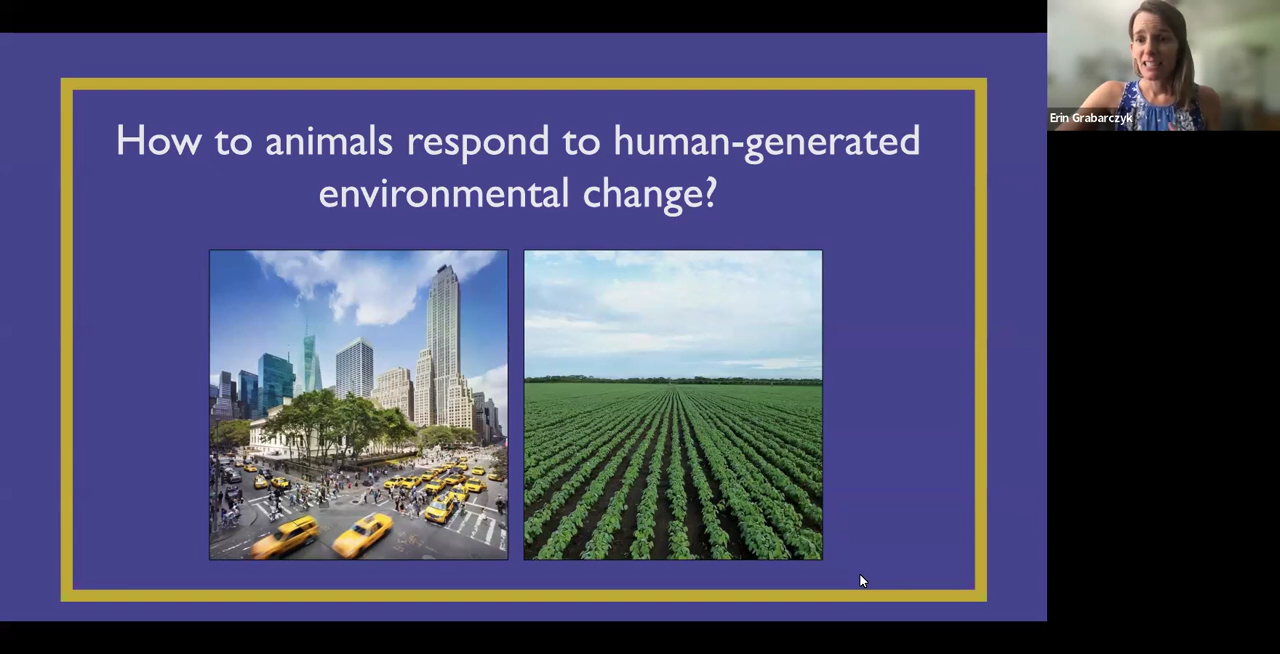 How to animals respond to human-generated
environmental change?
Erin Grabarczyk